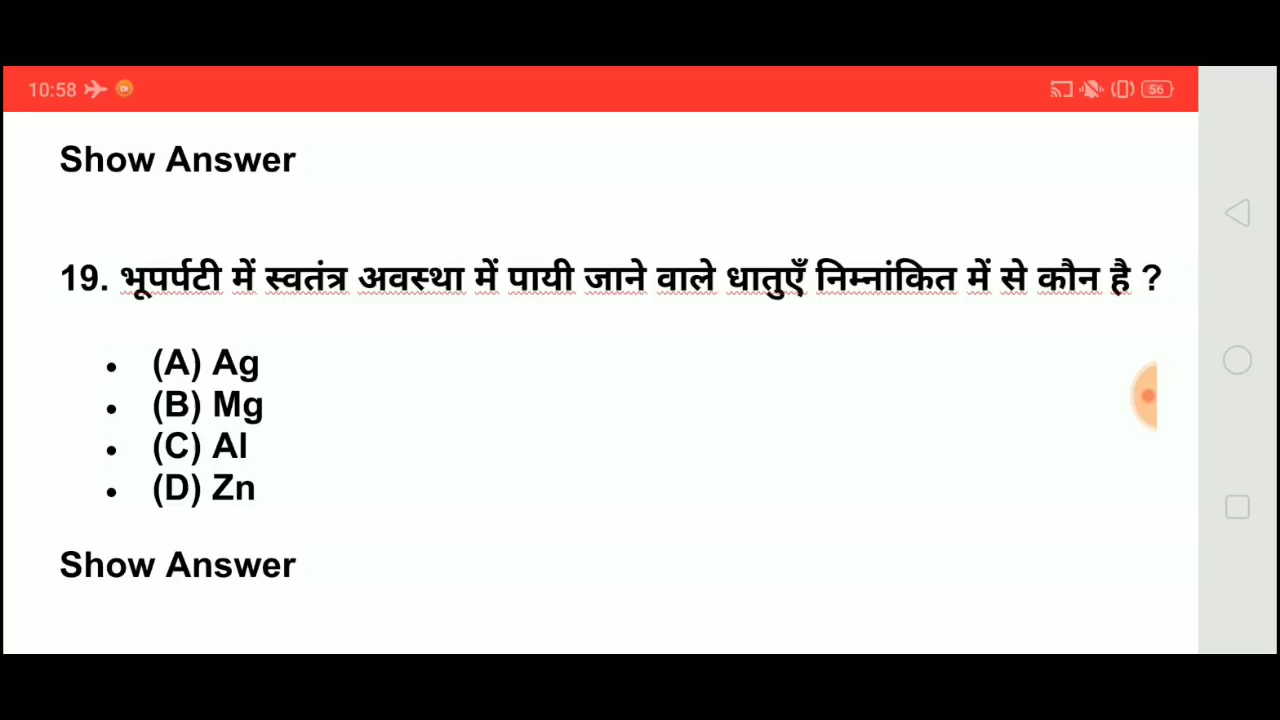 10:58 56
Show Answer
19. भूपर्पटी में स्वतंत्र अवस्था में पायी जाने वाले धातुएँ निम्नांकित में से कौन है ?
• (A) Ag
• (B) Mg
• (C) Al
• (D) Zn
Show Answer